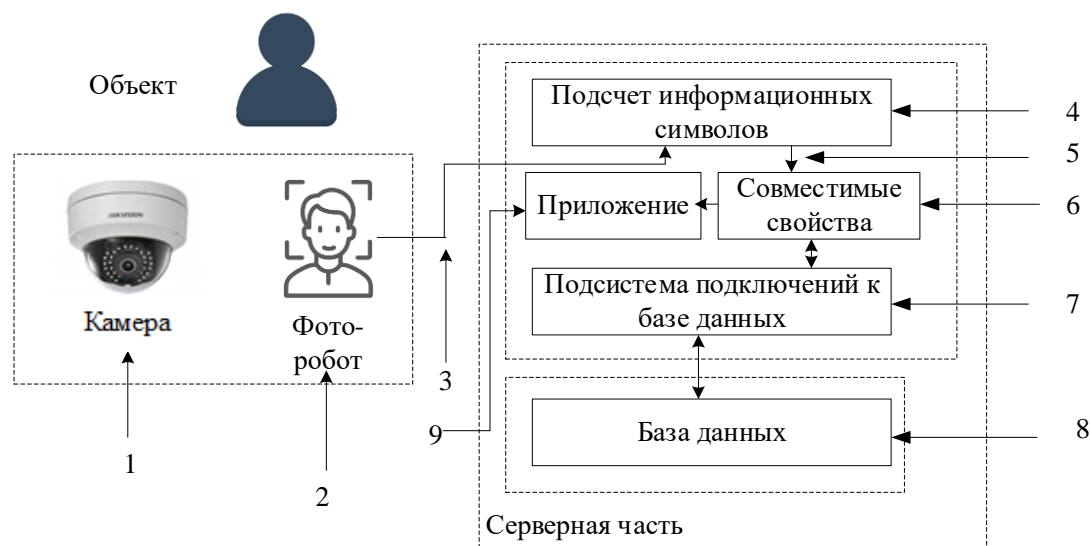 Объект
Подсчет информационных
символов
4
5
Приложение
Совместимые
свойства
6
HIKVISION
Камера
Фото-
робот
Подсистема подключений к
базе данных
7
3
9
База данных
8
1
2
Серверная часть